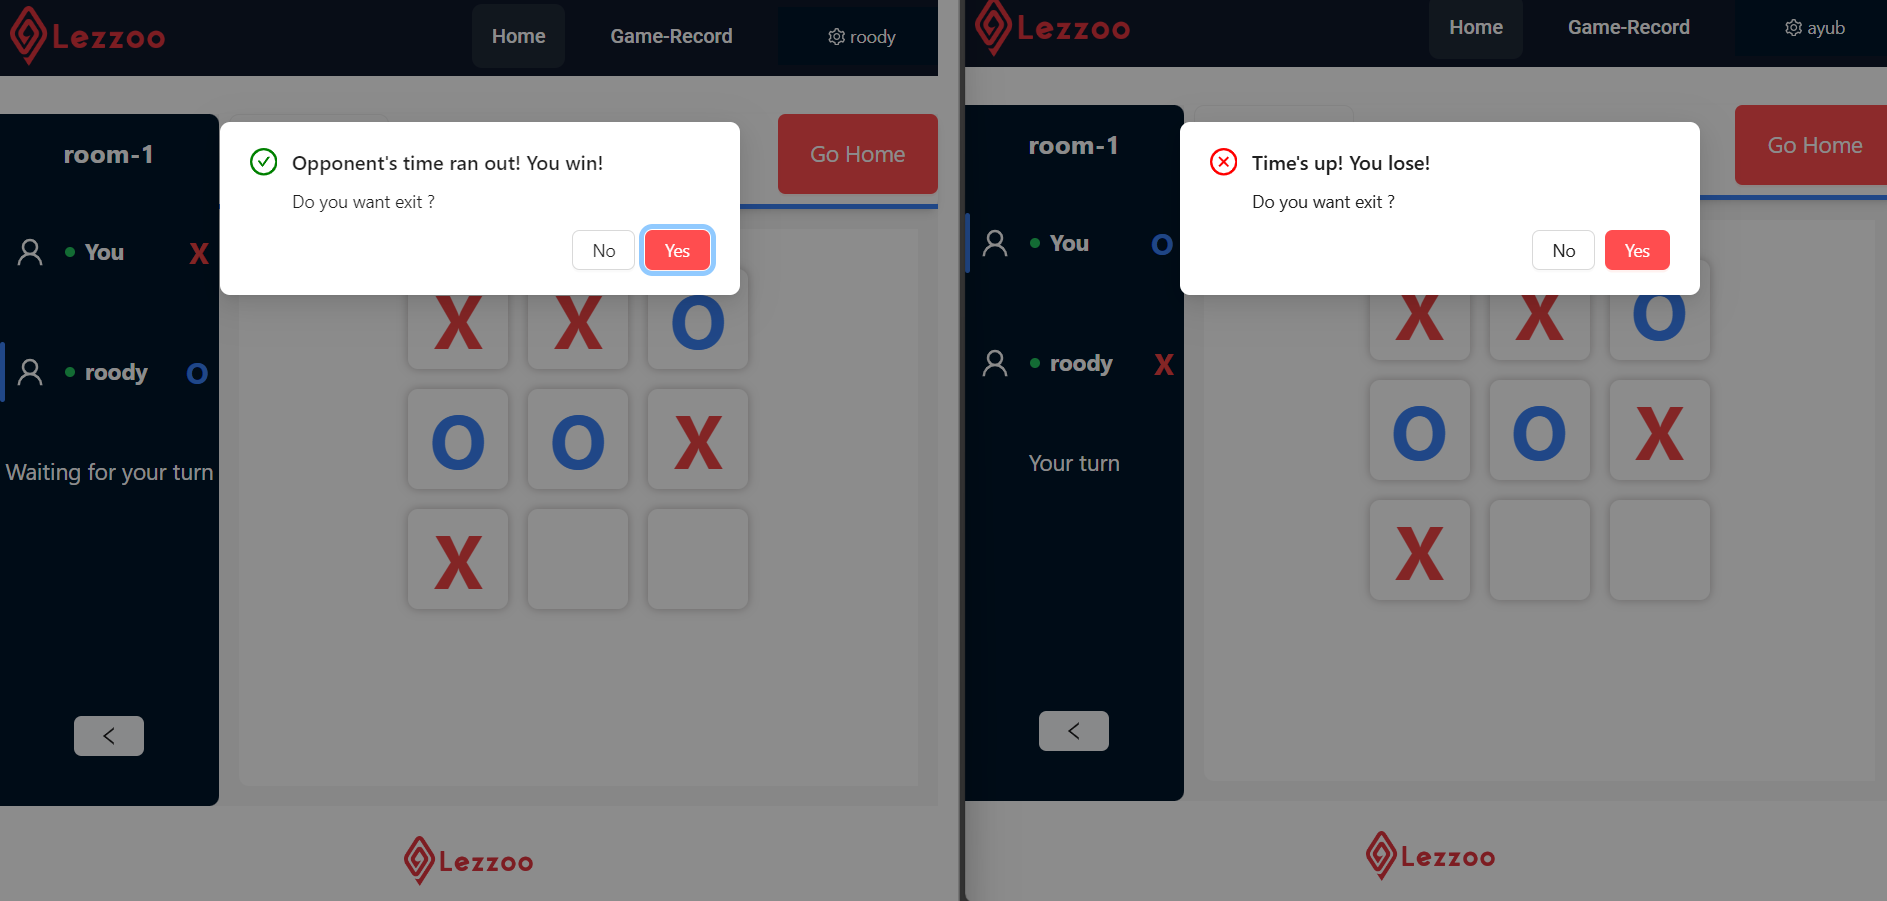 Lezzoo
Home
Game-Record
roody
room-1
Go Home
Opponent's time ran out! You win!
Do you want exit ?
No
Yes
You
X
roody
O
Waiting for your turn
X X O
O O X
X
<
Lezzoo
Lezzoo
Home
Game-Record
ayub
room-1
Go Home
Time's up! You lose!
Do you want exit ?
No
Yes
You
O
roody
X
Your turn
X X O
O O X
X
<
Lezzoo